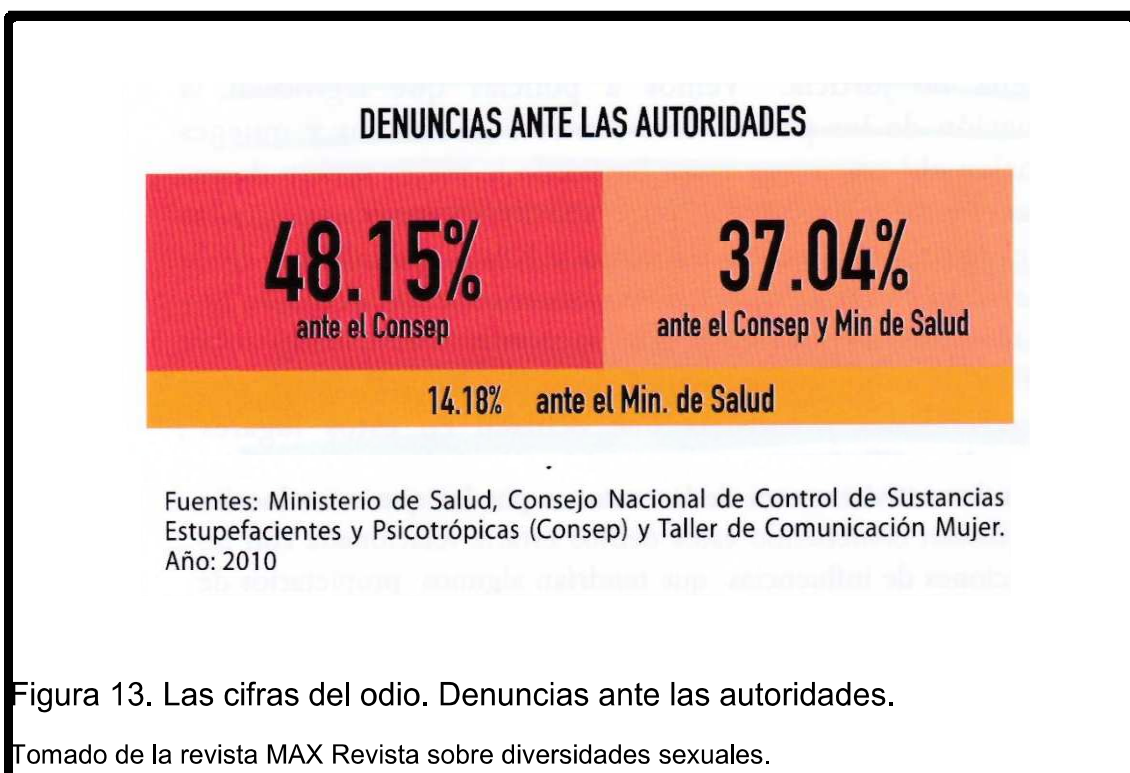 DENUNCIAS ANTE LAS AUTORIDADES
48.15%
ante el Consep
37.04%
ante el Consep y Min de Salud
14.18% ante el Min. de Salud
Fuentes: Ministerio de Salud, Consejo Nacional de Control de Sustancias
Estupefacientes y Psicotrópicas (Consep) y Taller de Comunicación Mujer.
Año: 2010
Figura 13. Las cifras del odio. Denuncias ante las autoridades.
Tomado de la revista MAX Revista sobre diversidades sexuales.